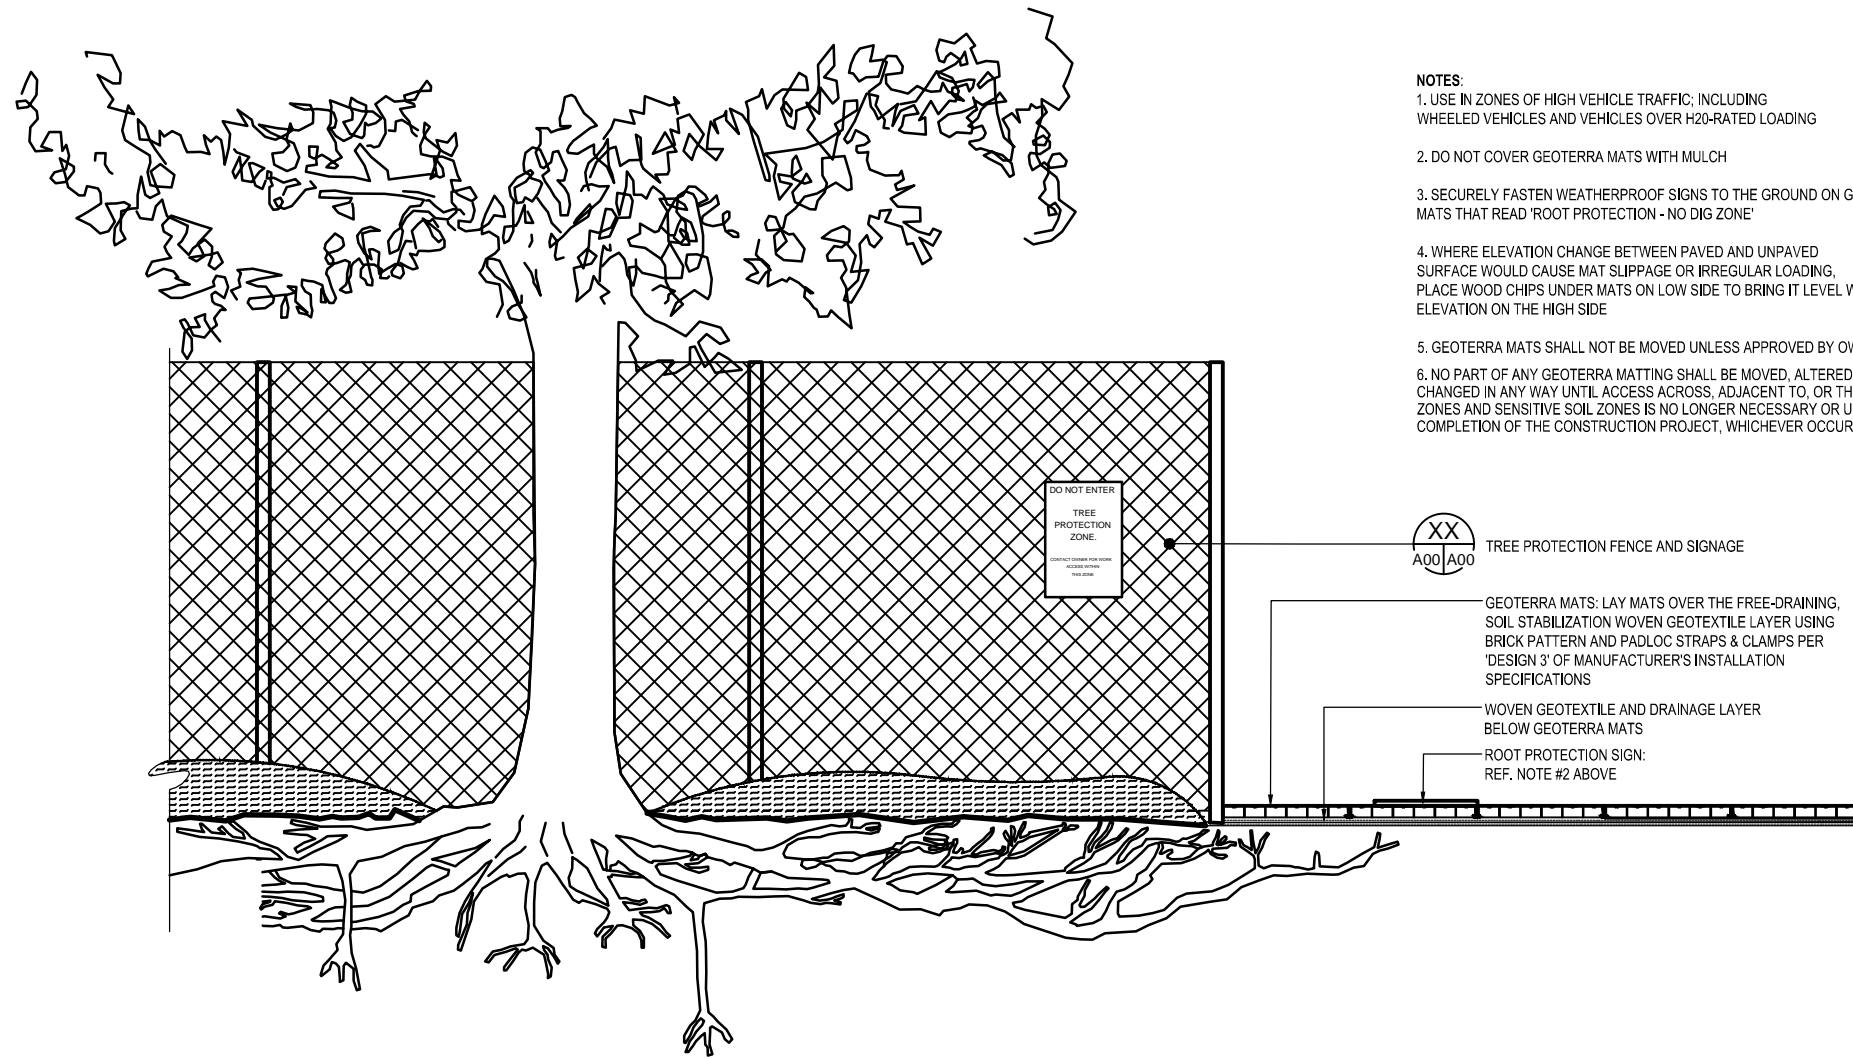 NOTES:
1. USE IN ZONES OF HIGH VEHICLE TRAFFIC; INCLUDING
WHEELED VEHICLES AND VEHICLES OVER H20-RATED LOADING
2. DO NOT COVER GEOTERRA MATS WITH MULCH
3. SECURELY FASTEN WEATHERPROOF SIGNS TO THE GROUND ON G
MATS THAT READ 'ROOT PROTECTION - NO DIG ZONE'
4. WHERE ELEVATION CHANGE BETWEEN PAVED AND UNPAVED
SURFACE WOULD CAUSE MAT SLIPPAGE OR IRREGULAR LOADING,
PLACE WOOD CHIPS UNDER MATS ON LOW SIDE TO BRING IT LEVEL W
ELEVATION ON THE HIGH SIDE
5. GEOTERRA MATS SHALL NOT BE MOVED UNLESS APPROVED BY OW
6. NO PART OF ANY GEOTERRA MATTING SHALL BE MOVED, ALTERED
CHANGED IN ANY WAY UNTIL ACCESS ACROSS, ADJACENT TO, OR TH
ZONES AND SENSITIVE SOIL ZONES IS NO LONGER NECESSARY OR U
COMPLETION OF THE CONSTRUCTION PROJECT, WHICHEVER OCCUR
DO NOT ENTER
TREE
PROTECTION
ZONE.
CONTACT OWNER FOR WORK
ACCESS WITHIN
THIS ZONE
XX
A00 A00
TREE PROTECTION FENCE AND SIGNAGE
GEOTERRA MATS: LAY MATS OVER THE FREE-DRAINING,
SOIL STABILIZATION WOVEN GEOTEXTILE LAYER USING
BRICK PATTERN AND PADLOC STRAPS & CLAMPS PER
'DESIGN 3' OF MANUFACTURER'S INSTALLATION
SPECIFICATIONS
WOVEN GEOTEXTILE AND DRAINAGE LAYER
BELOW GEOTERRA MATS
ROOT PROTECTION SIGN:
REF. NOTE #2 ABOVE